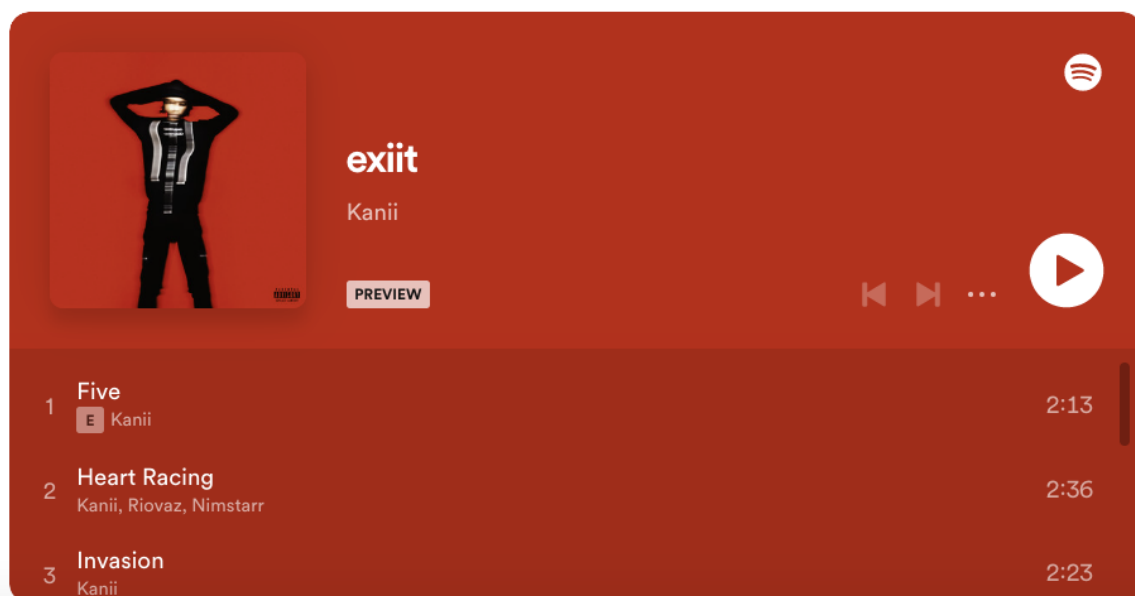 exiit
Kanii
PREVIEW
1
Five
E Kanii
2:13
2
Heart Racing
Kanii, Riovaz, Nimstarr
2:36
3
Invasion
Kanii
2:23